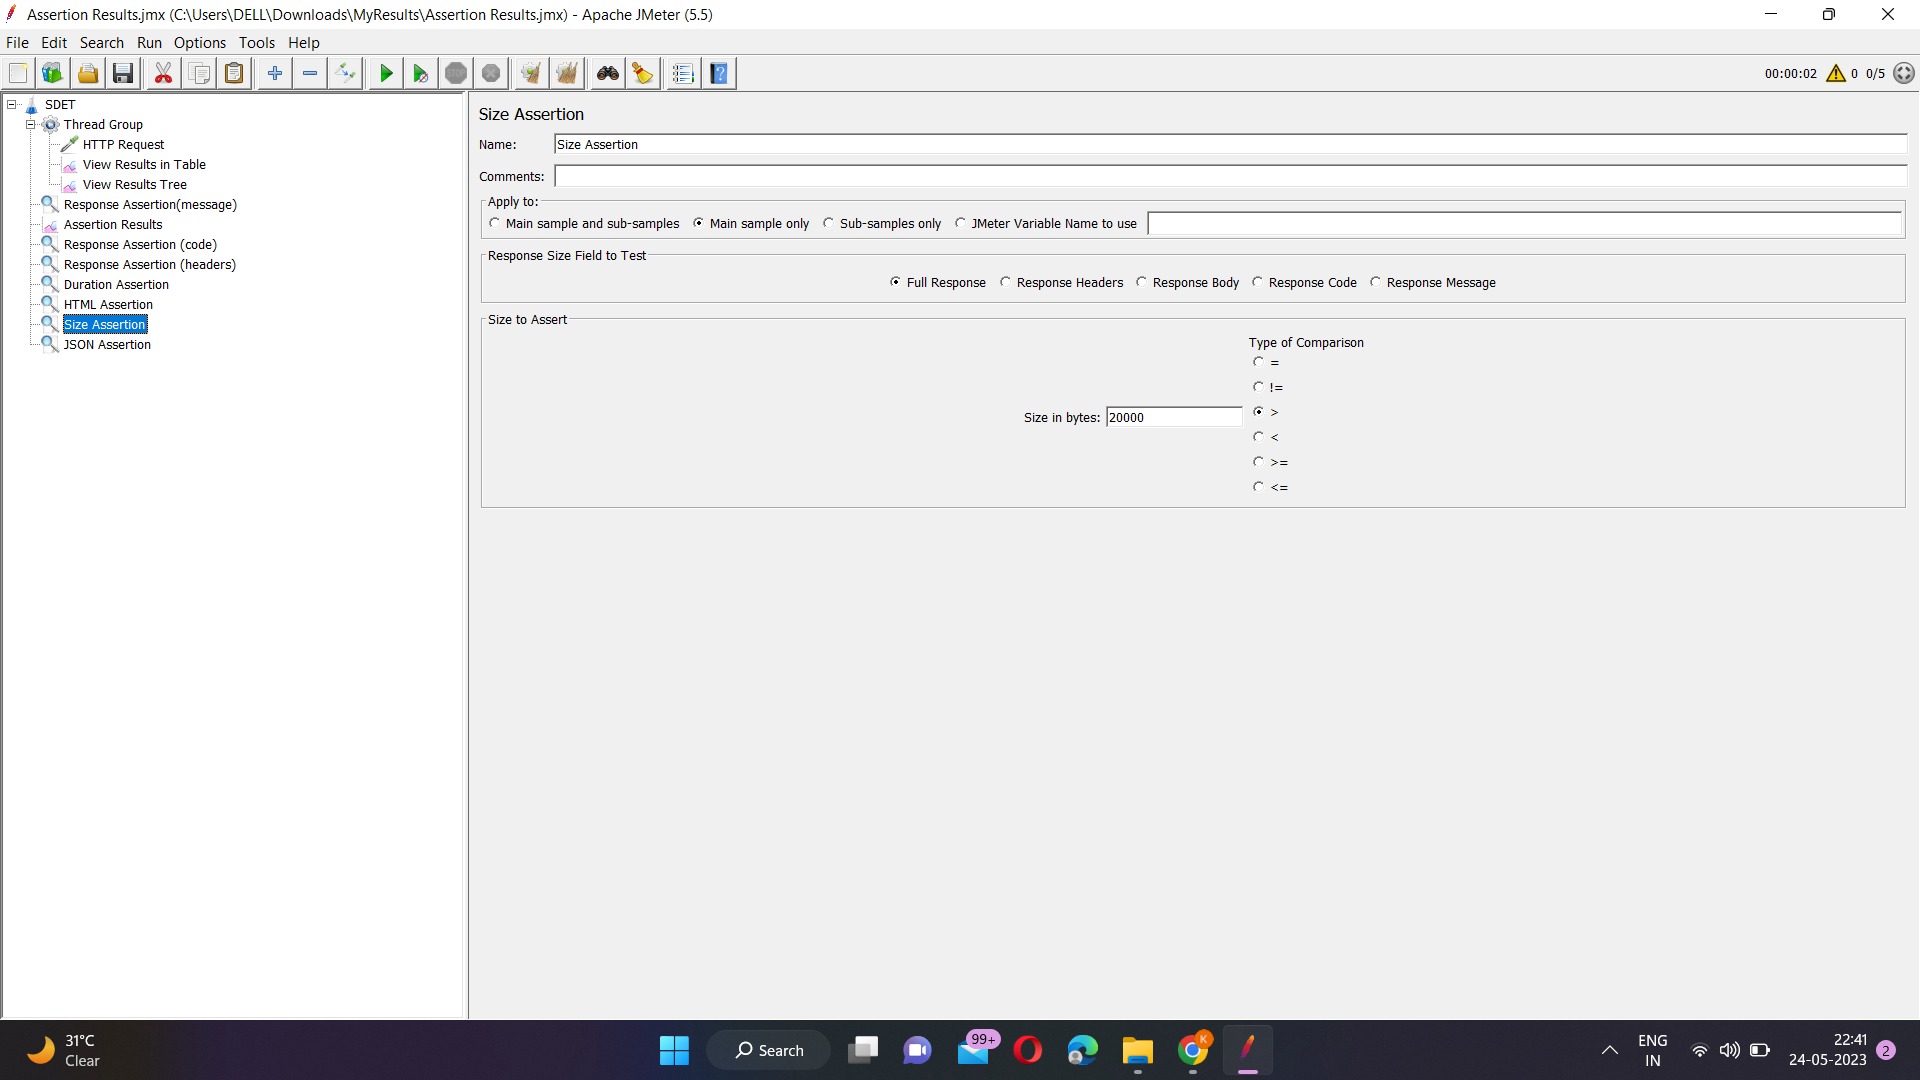 Assertion Results.jmx (C:\Users\DELL\Downloads\MyResults\Assertion Results.jmx) - Apache JMeter (5.5)
File Edit Search Run Options Tools Help
STOP
00:00:02 0 0/5
SDET
Thread Group
HTTP Request
View Results in Table
View Results Tree
Response Assertion(message)
Assertion Results
Response Assertion (code)
Response Assertion (headers)
Duration Assertion
HTML Assertion
Size Assertion
JSON Assertion
Size Assertion
Name: Size Assertion
Comments:
Apply to:
Main sample and sub-samples Main sample only Sub-samples only JMeter Variable Name to use
Response Size Field to Test
Full Response Response Headers Response Body Response Code Response Message
Size to Assert
Type of Comparison
=
!=
Size in bytes: 20000
>
<
>=
<=
31°C
Clear
Search
99+
K
ENG
IN
22:41
24-05-2023
2